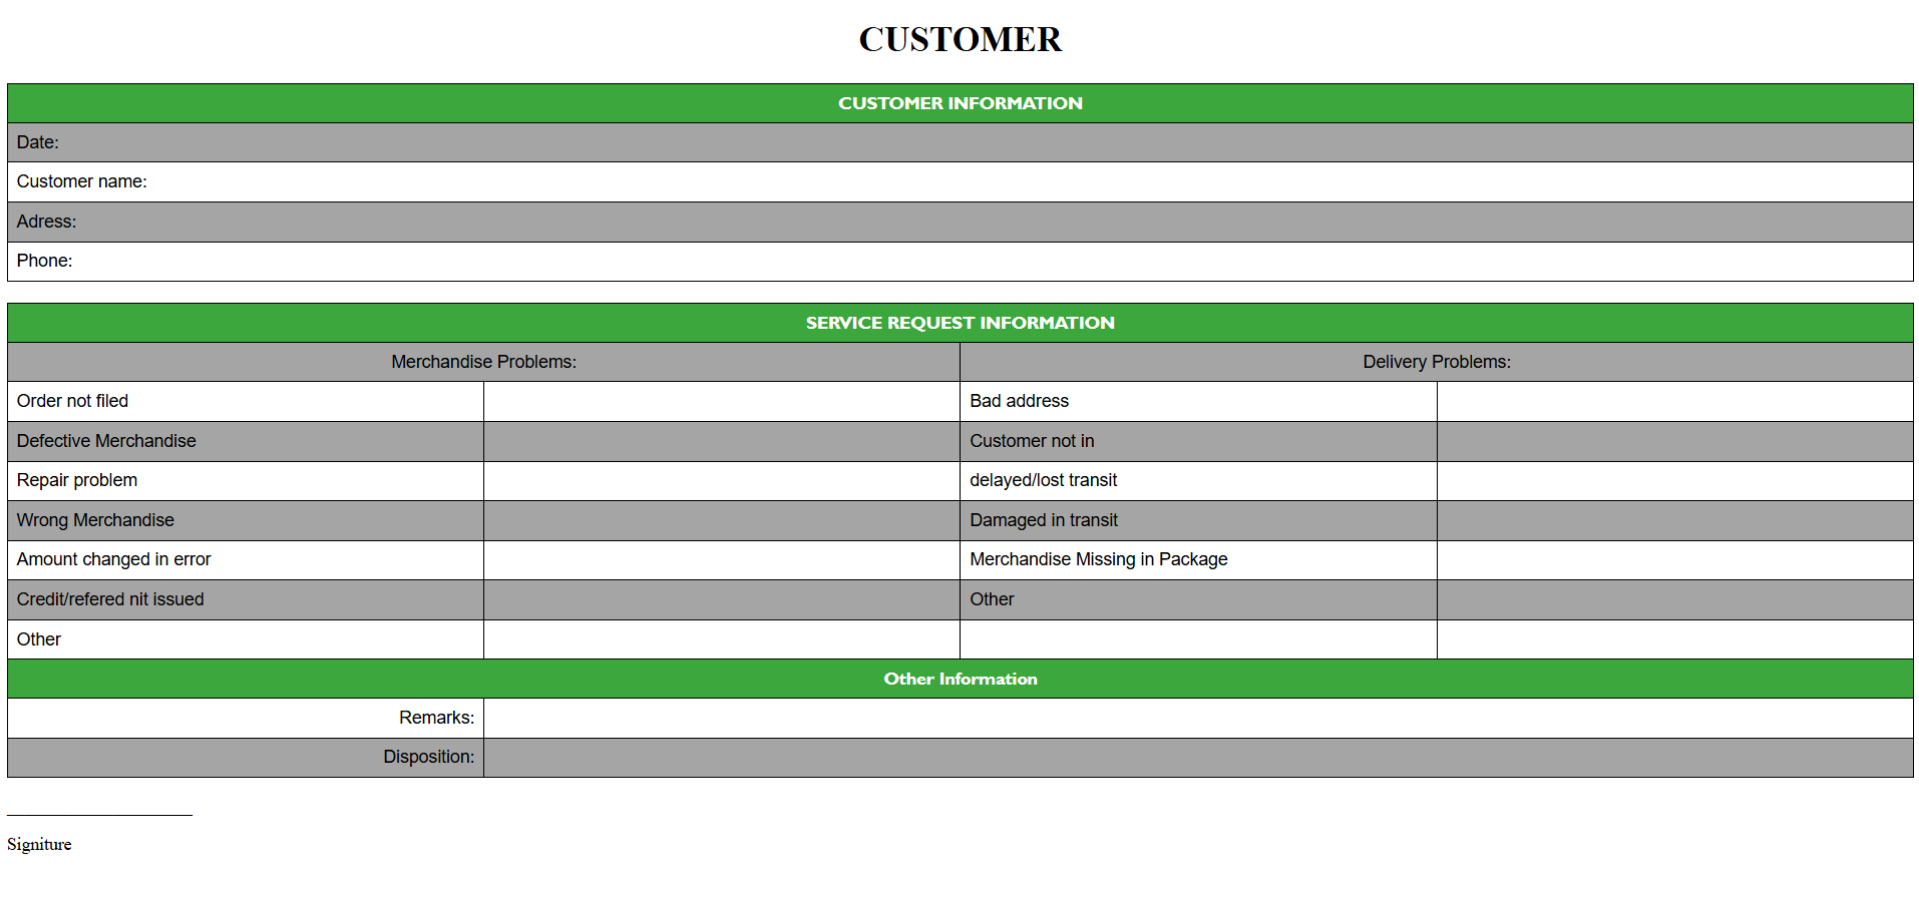 CUSTOMER
CUSTOMER INFORMATION
Date:
Customer name:
Adress:
Phone:
SERVICE REQUEST INFORMATION
Merchandise Problems: Delivery Problems:
Order not filed Bad address
Defective Merchandise Customer not in
Repair problem delayed/lost transit
Wrong Merchandise Damaged in transit
Amount changed in error Merchandise Missing in Package
Credit/refered nit issued Other
Other
Other Information
Remarks:
Disposition:
Signiture